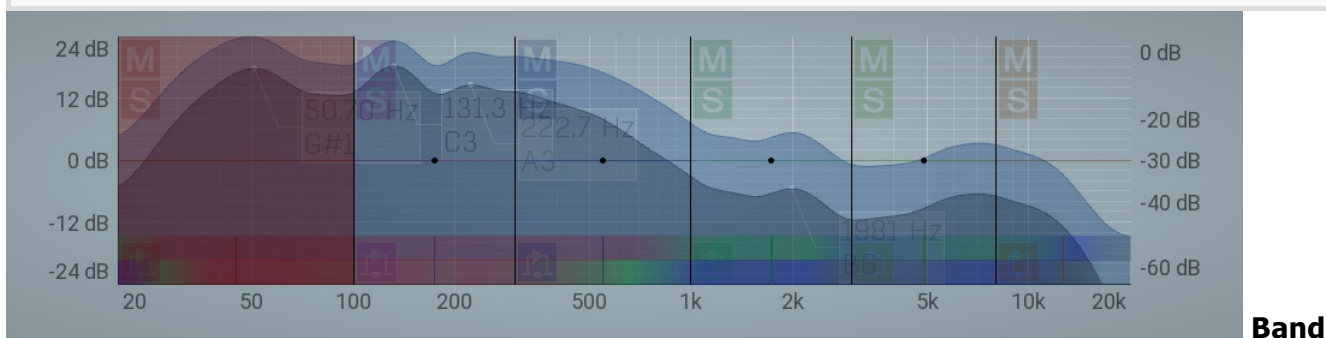 24 dB M M M M M M 0 dB
12 dB S S S S S S -20 dB
50.70 Hz 131.3 Hz 222.7 Hz
G#1 C3 A3
0 dB -30 dB
-12 dB -40 dB
1981 Hz
B6
-24 dB -60 dB
20 50 100 200 500 1k 2k 5k 10k 20k
Band